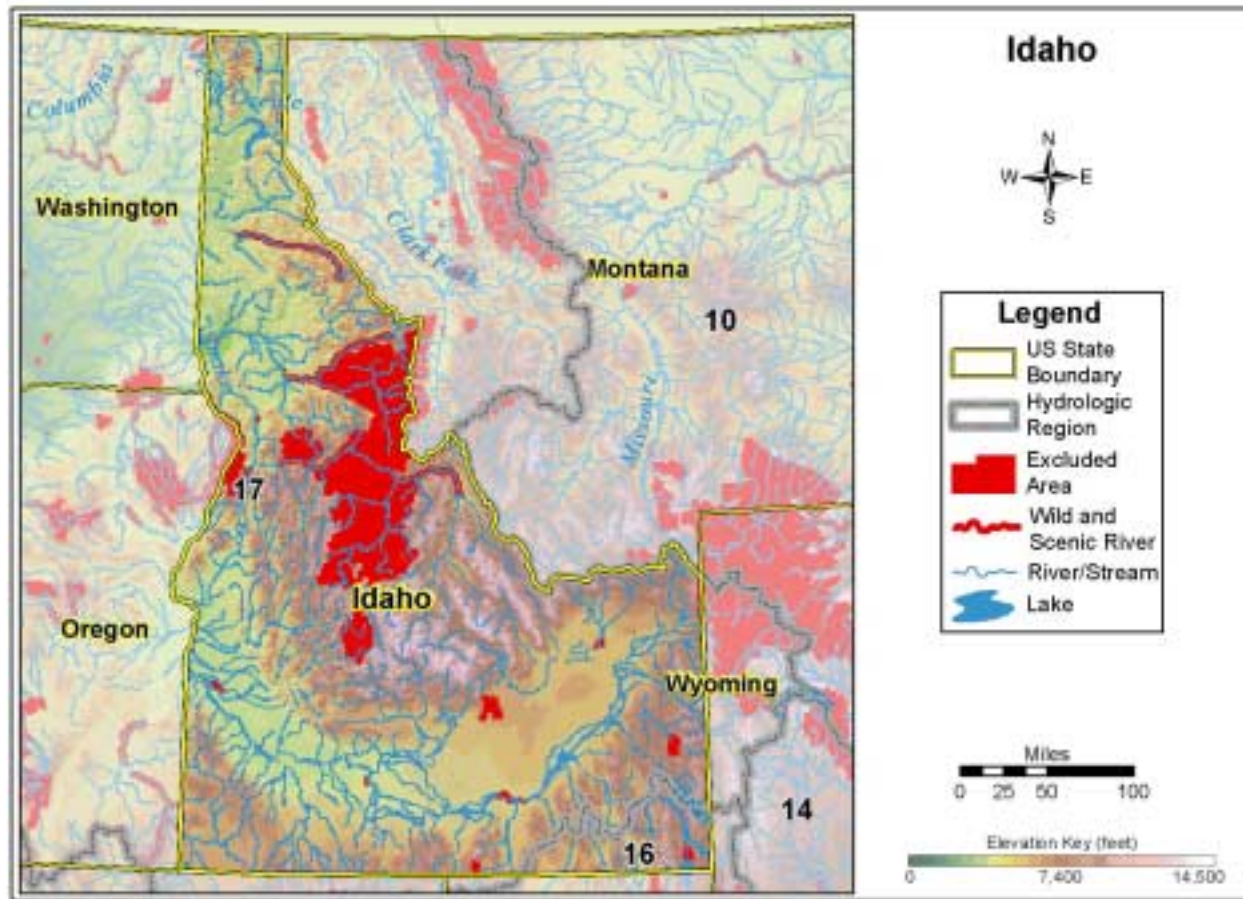 Idaho
N
W E
S
Columbia
Washington
Clark Fork
Montana
10
Missouri
17
Idaho
Oregon
Wyoming
14
16
Legend
US State
Boundary
Hydrologic
Region
Excluded
Area
Wild and
Scenic River
River/Stream
Lake
Miles
0 25 50 100
Elevation Key (feet)
0 7,400 14,500